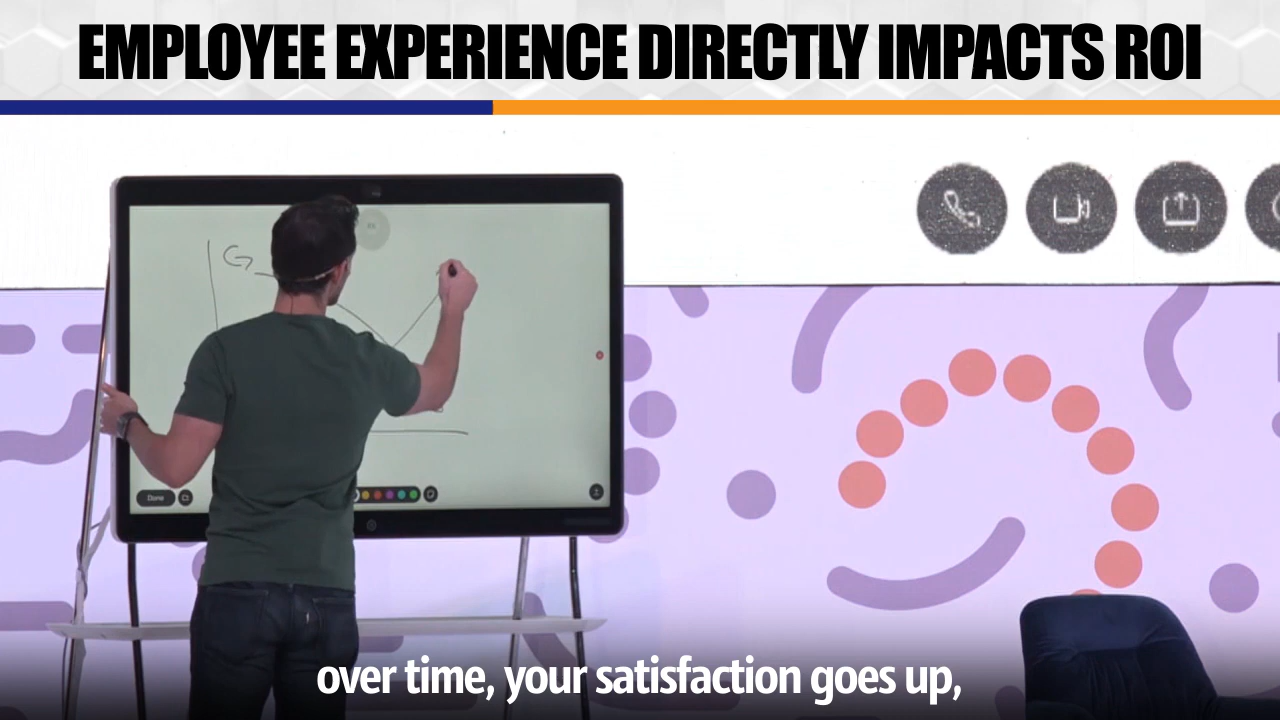 EMPLOYEE EXPERIENCE DIRECTLY IMPACTS ROI
G
Done
over time, your satisfaction goes up,